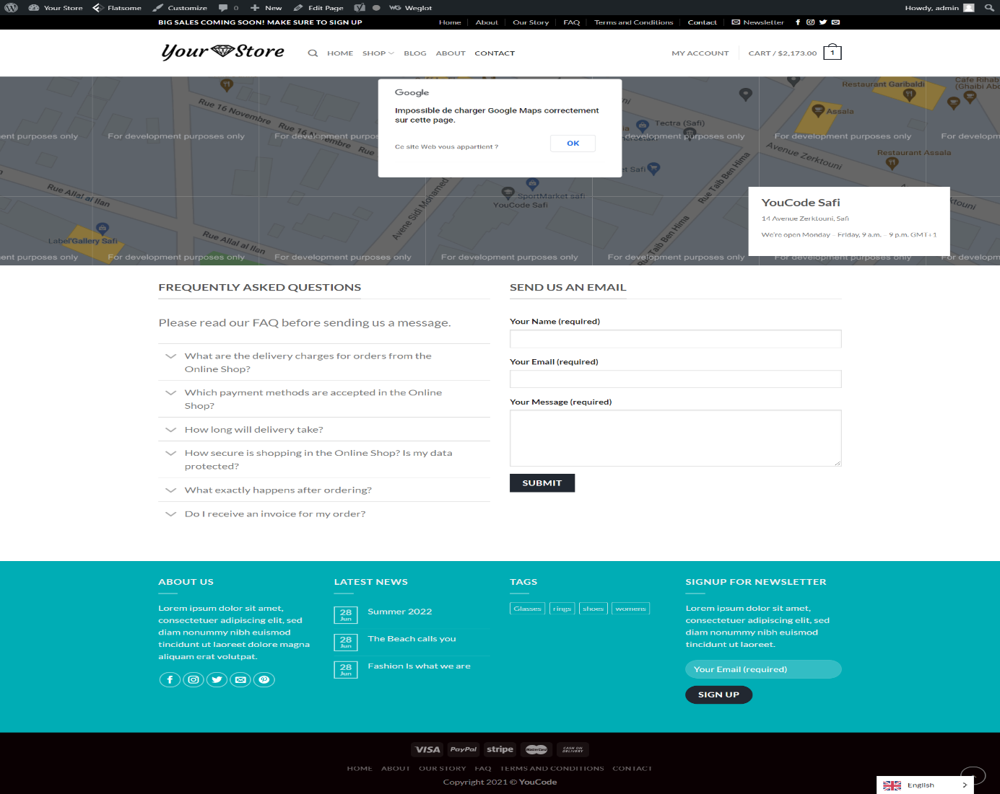 Your Store Flatsome Customize 0 New Edit Page Weglot Howdy, admin
BIG SALES COMING SOON! MAKE SURE TO SIGN UP Home About Our Story FAQ Terms and Conditions Contact Newsletter
Your Store HOME SHOP BLOG ABOUT CONTACT MY ACCOUNT CART / $2,173.00 1
Google
Impossible de charger Google Maps correctement
sur cette page.
Ce site Web vous appartient ?
OK
Rue 16 Novembre
Rue 16 Novembre
Restaurant Garibaldi
Cafe Rihab
(Ghaibi Abe
Assala
Tectra (Safi)
ent purposes only For development purposes only For development purposes only For development purposes only For developm
Restaurant Assala
Avenue Zerktouni
et Safi
Rue Taib Ben Hima
Rue Allal al Ilan
SportMarket safi
YouCode Safi
Avene Sidi Mohamed
Label'Gallery Safi
Rue Allal al Ilan
Rue Taib Ben Hima
ktouni
YouCode Safi
14 Avenue Zerktouni, Safi
We're open Monday – Friday, 9 a.m. – 9 p.m. GMT+1
ent purposes only For development purposes only For development purposes only For development purposes only For development purposes only For developm
FREQUENTLY ASKED QUESTIONS
Please read our FAQ before sending us a message.
What are the delivery charges for orders from the
Online Shop?
Which payment methods are accepted in the Online
Shop?
How long will delivery take?
How secure is shopping in the Online Shop? Is my data
protected?
What exactly happens after ordering?
Do I receive an invoice for my order?
SEND US AN EMAIL
Your Name (required)
Your Email (required)
Your Message (required)
SUBMIT
ABOUT US
Lorem ipsum dolor sit amet,
consectetuer adipiscing elit, sed
diam nonummy nibh euismod
tincidunt ut laoreet dolore magna
aliquam erat volutpat.
LATEST NEWS
28
Jun
Summer 2022
28
Jun
The Beach calls you
28
Jun
Fashion Is what we are
TAGS
Glasses rings shoes womens
SIGNUP FOR NEWSLETTER
Lorem ipsum dolor sit amet,
consectetuer adipiscing elit, sed
diam nonummy nibh euismod
tincidunt ut laoreet.
Your Email (required)
SIGN UP
VISA PayPal stripe MasterCard CASH ON DELIVERY
HOME ABOUT OUR STORY FAQ TERMS AND CONDITIONS CONTACT
Copyright 2021 © YouCode
English